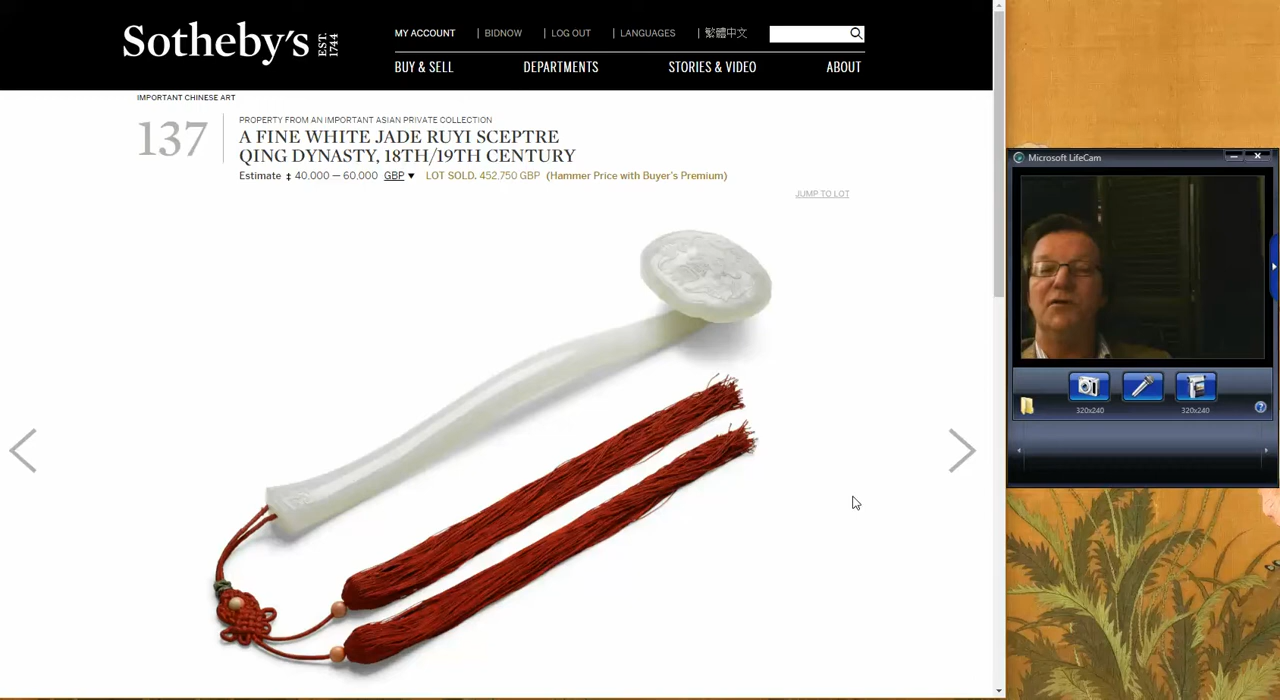 Sotheby's EST. 1744
MY ACCOUNT | BIDNOW | LOG OUT | LANGUAGES | 繁體中文
BUY & SELL DEPARTMENTS STORIES & VIDEO ABOUT
IMPORTANT CHINESE ART
137
PROPERTY FROM AN IMPORTANT ASIAN PRIVATE COLLECTION
A FINE WHITE JADE RUYI SCEPTRE
QING DYNASTY, 18TH/19TH CENTURY
Estimate ‡ 40,000 — 60,000 GBP ▼ LOT SOLD. 452,750 GBP (Hammer Price with Buyer's Premium)
JUMP TO LOT
Microsoft LifeCam
320x240 320x240